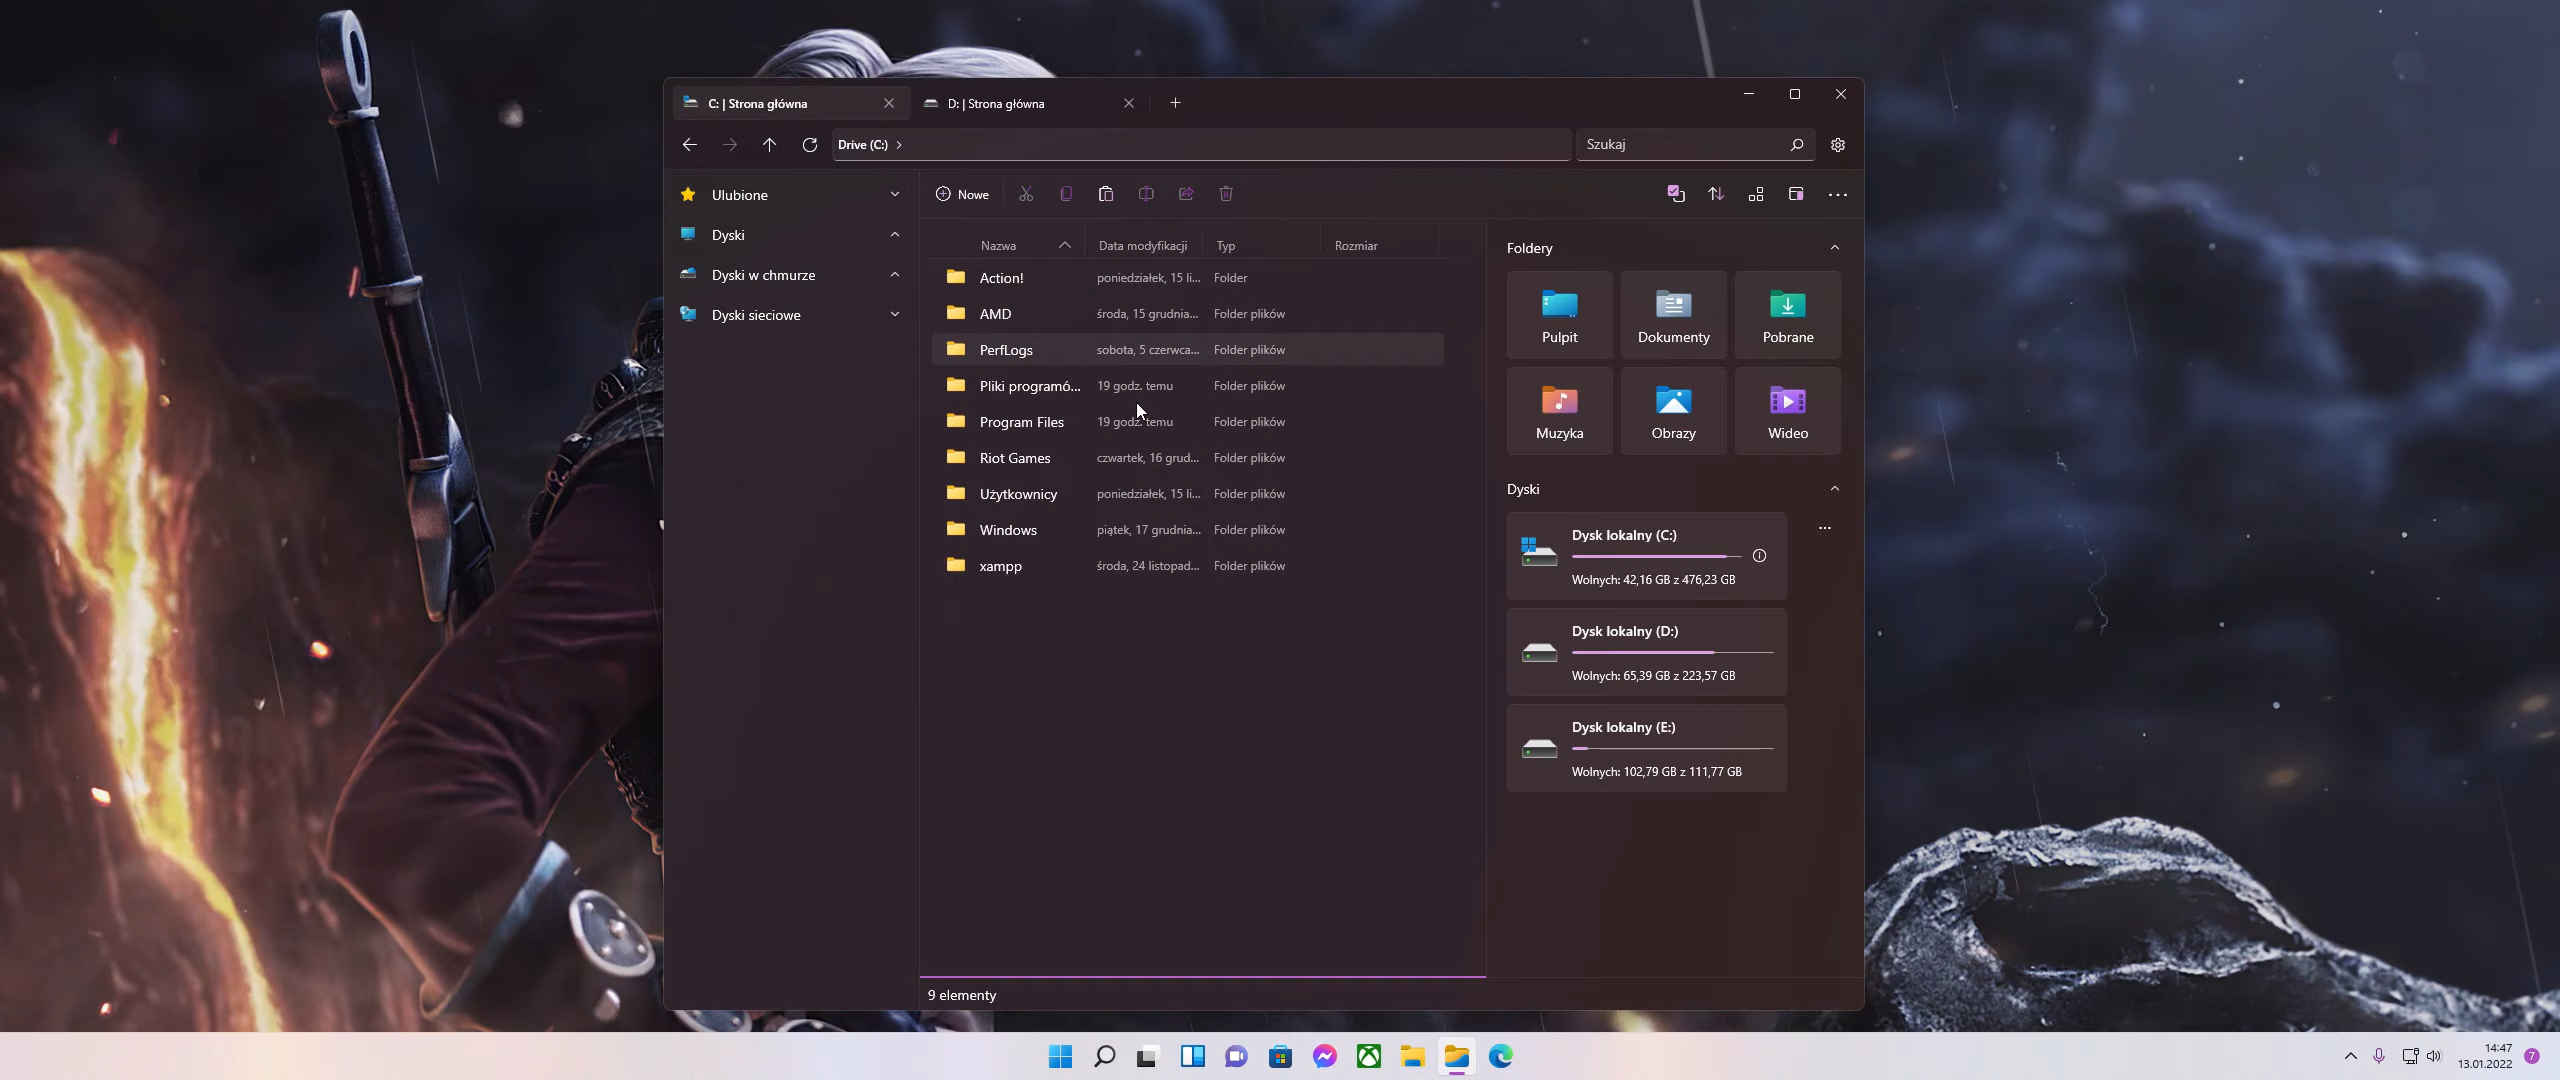 C: | Strona główna
D: | Strona główna
Drive (C:)
Szukaj
Ulubione
Dyski
Dyski w chmurze
Dyski sieciowe
Nowe
Nazwa Data modyfikacji Typ Rozmiar
Action! poniedziałek, 15 li... Folder
AMD środa, 15 grudnia... Folder plików
PerfLogs sobota, 5 czerwca... Folder plików
Pliki programó... 19 godz. temu Folder plików
Program Files 19 godz. temu Folder plików
Riot Games czwartek, 16 grud... Folder plików
Użytkownicy poniedziałek, 15 li... Folder plików
Windows piątek, 17 grudnia... Folder plików
xampp środa, 24 listopad... Folder plików
Foldery
Pulpit Dokumenty Pobrane
Muzyka Obrazy Wideo
Dyski
Dysk lokalny (C:)
Wolnych: 42,16 GB z 476,23 GB
Dysk lokalny (D:)
Wolnych: 65,39 GB z 223,57 GB
Dysk lokalny (E:)
Wolnych: 102,79 GB z 111,77 GB
9 elementy
14:47
13.01.2022
7